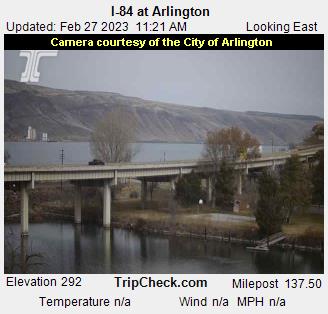 I-84 at Arlington
Updated: Feb 27 2023 11:21 AM Looking East
Camera courtesy of the City of Arlington
Elevation 292 TripCheck.com Milepost 137.50
Temperature n/a Wind n/a MPH n/a